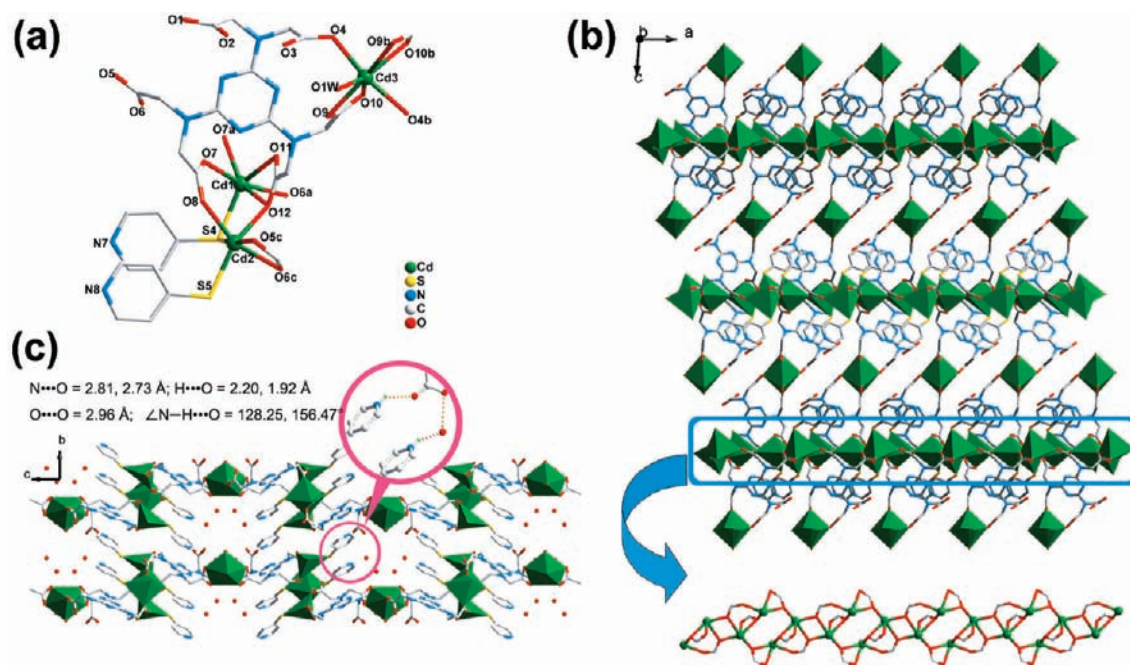 (a)
O1
O2
O3
O4
O9b
O10b
Cd3
O1W
O10
O9
O4b
O5
O6
O7a
O7
O11
Cd1
O6a
O8
O12
S4
O5c
Cd2
O6c
N7
N8
S5
Cd
S
N
C
O
(b)
b
a
c
(c)
N•••O = 2.81, 2.73 Å; H•••O = 2.20, 1.92 Å
O•••O = 2.96 Å; ∠N–H•••O = 128.25, 156.47°
b
c